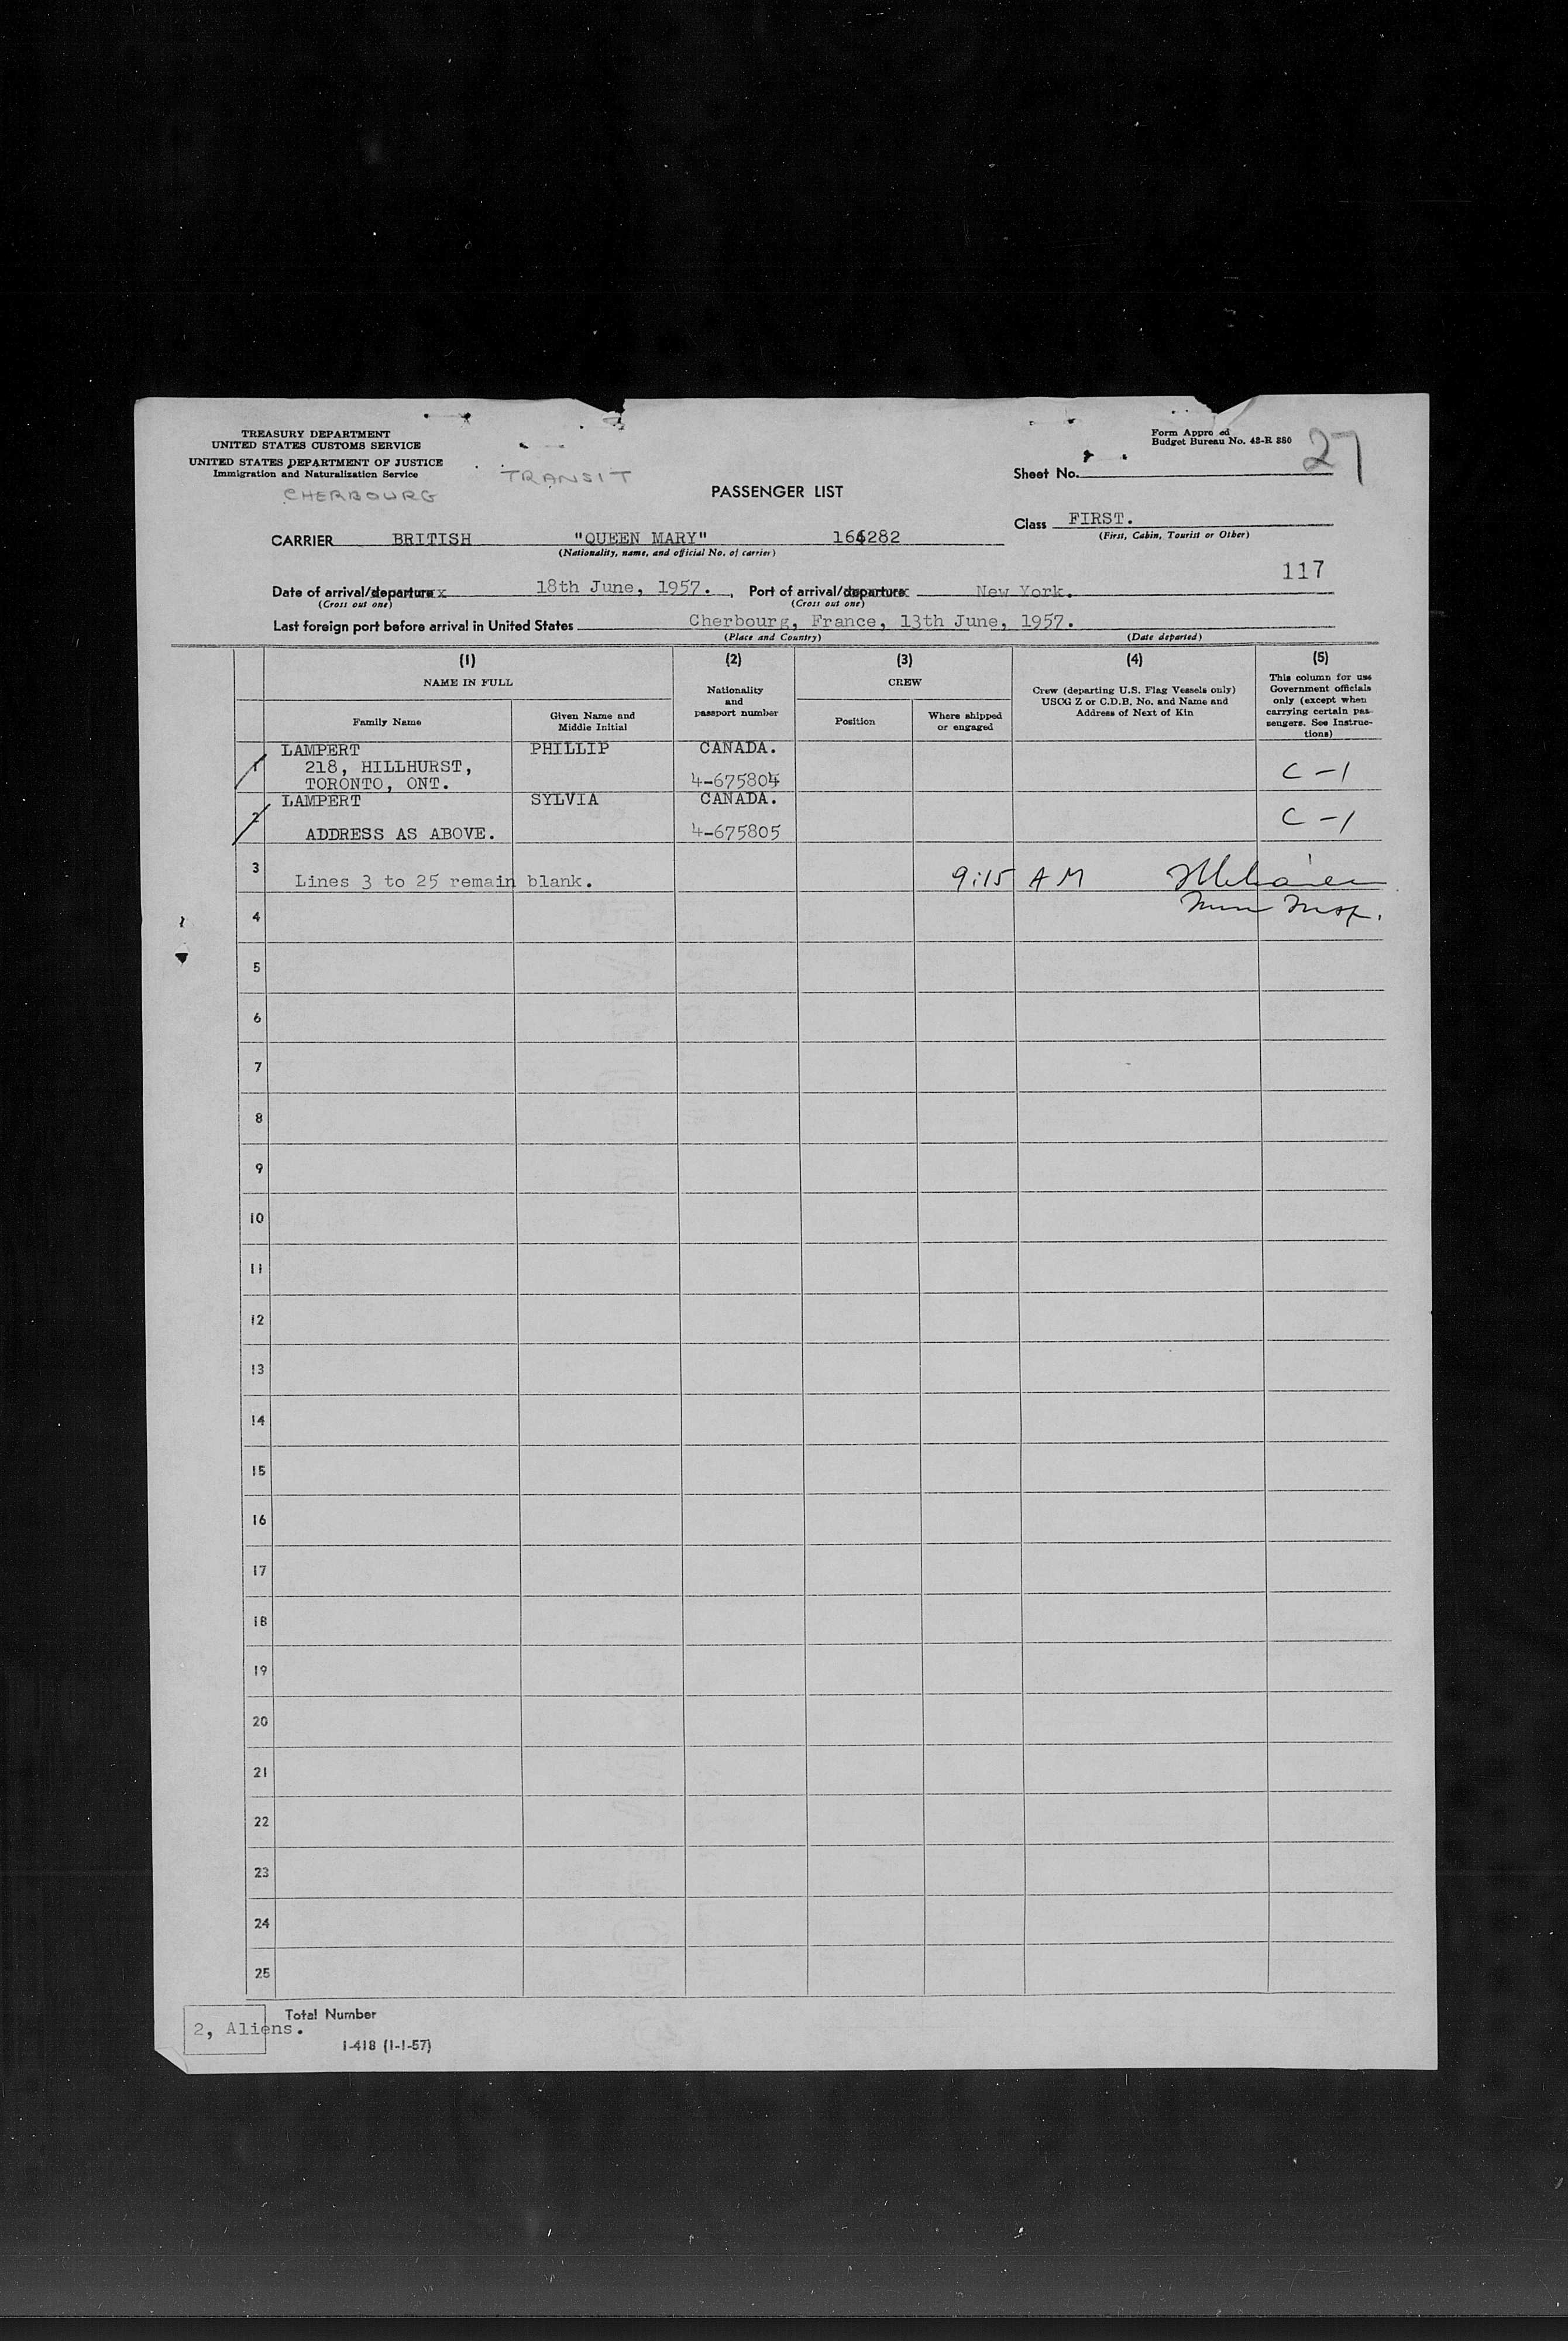 TREASURY DEPARTMENT
UNITED STATES CUSTOMS SERVICE
UNITED STATES DEPARTMENT OF JUSTICE
Immigration and Naturalization Service
CHERBOURG
TRANSIT
PASSENGER LIST
Form Approved
Budget Bureau No. 43-R 380
Sheet No. 27
Class FIRST.
(First, Cabin, Tourist or Other)
CARRIER BRITISH "QUEEN MARY" 166282
(Nationality, name, and official No. of carrier)
117
Date of arrival/departure 18th June, 1957. , Port of arrival/departure New York.
(Cross out one) (Cross out one)
Last foreign port before arrival in United States Cherbourg, France, 13th June, 1957.
(Place and Country) (Date departed)
(1) (2) (3) (4) (5)
NAME IN FULL
Family Name
Given Name and
Middle Initial
Nationality
and
passport number
CREW
Position
Where shipped
or engaged
Crew (departing U.S. Flag Vessels only)
USCG Z or C.D.B. No. and Name and
Address of Next of Kin
This column for use
Government officials
only (except when
carrying certain pas-
sengers. See Instruc-
tions)
1 LAMPERT PHILLIP CANADA.
218, HILLHURST,
TORONTO, ONT. 4-675804 C-1
2 LAMPERT SYLVIA CANADA.
ADDRESS AS ABOVE. 4-675805 C-1
3 Lines 3 to 25 remain blank. 9:15 AM
4
5
6
7
8
9
10
11
12
13
14
15
16
17
18
19
20
21
22
23
24
25
Total Number
2, Aliens.
I-418 (1-1-57)